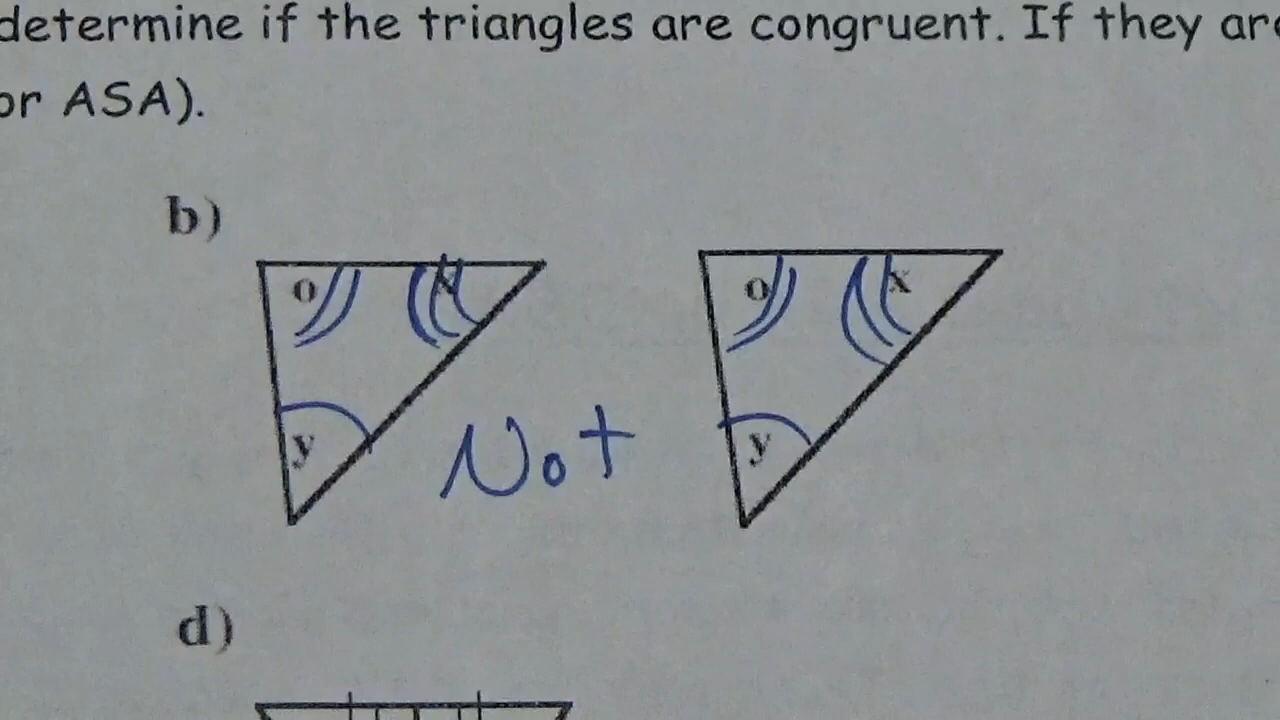 determine if the triangles are congruent. If they are
or ASA).
b)
o x o x
y y
Not
d)